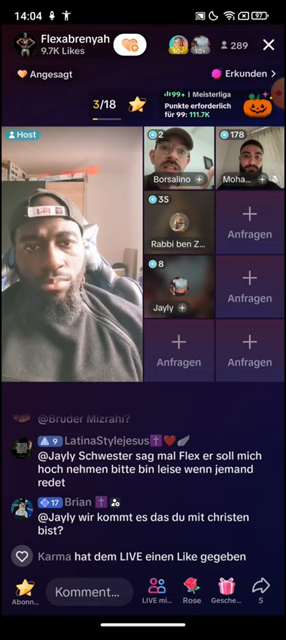 14:04
97
Flexabrenyah
9.7K Likes
289
Angesagt
Erkunden >
3/18
99+ | Meisterliga
Punkte erforderlich
für 99: 111.7K
Host
2
Borsalino +
178
Moha...
35
Rabbi ben Z...
Anfragen
8
Jayly +
Anfragen
Anfragen
Anfragen
@Bruder Mizrahi?
9 LatinaStylejesus
@Jayly Schwester sag mal Flex er soll mich
hoch nehmen bitte bin leise wenn jemand
redet
17 Brian
@Jayly wir kommt es das du mit christen
bist?
Karma hat dem LIVE einen Like gegeben
Abonn...
Komment...
LIVE mi...
Rose
Gesche...
5